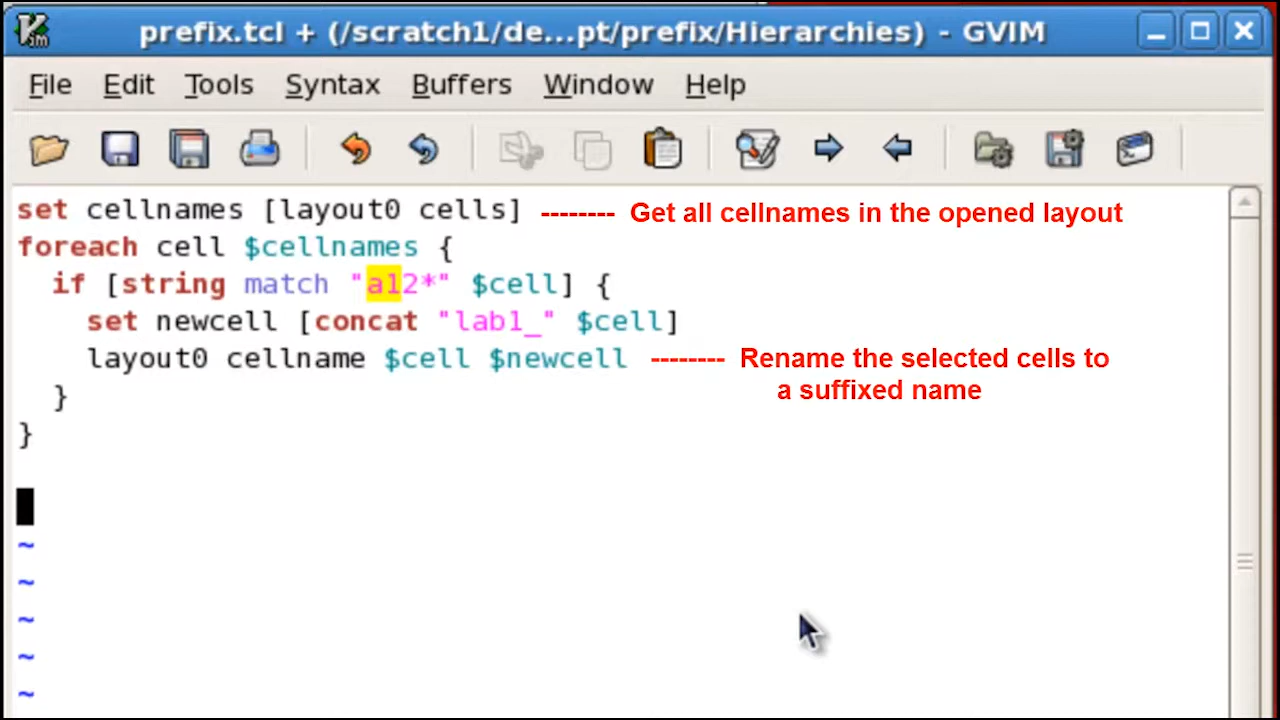 prefix.tcl + (/scratch1/de...pt/prefix/Hierarchies) - GVIM
File Edit Tools Syntax Buffers Window Help
set cellnames [layout0 cells] -------- Get all cellnames in the opened layout
foreach cell $cellnames {
if [string match "a12*" $cell] {
set newcell [concat "lab1_" $cell]
layout0 cellname $cell $newcell -------- Rename the selected cells to
a suffixed name
}
}
~
~
~
~
~